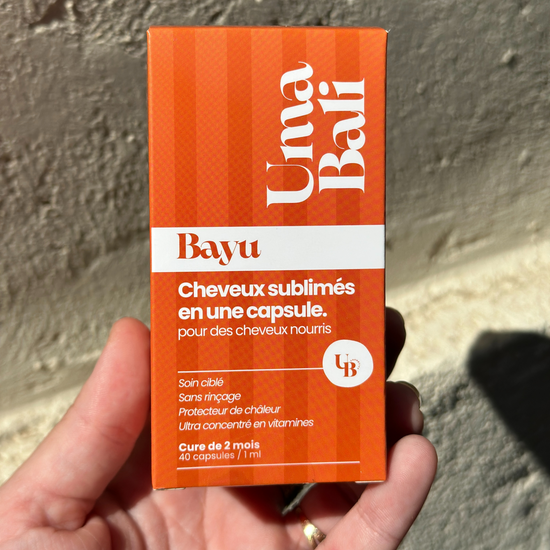 Uma
Bali
Bayu
Cheveux sublimés
en une capsule.
pour des cheveux nourris
UB
Soin ciblé
Sans rinçage
Protecteur de châleur
Ultra concentré en vitamines
Cure de 2 mois
40 capsules / 1 ml